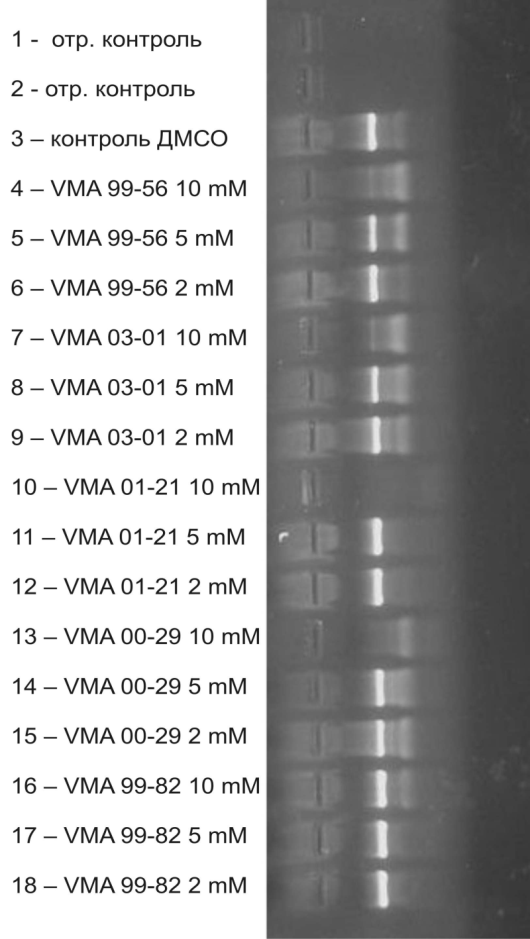 1 - отр. контроль
2 - отр. контроль
3 – контроль ДМСО
4 – VMA 99-56 10 mM
5 – VMA 99-56 5 mM
6 – VMA 99-56 2 mM
7 – VMA 03-01 10 mM
8 – VMA 03-01 5 mM
9 – VMA 03-01 2 mM
10 – VMA 01-21 10 mM
11 – VMA 01-21 5 mM
12 – VMA 01-21 2 mM
13 – VMA 00-29 10 mM
14 – VMA 00-29 5 mM
15 – VMA 00-29 2 mM
16 – VMA 99-82 10 mM
17 – VMA 99-82 5 mM
18 – VMA 99-82 2 mM